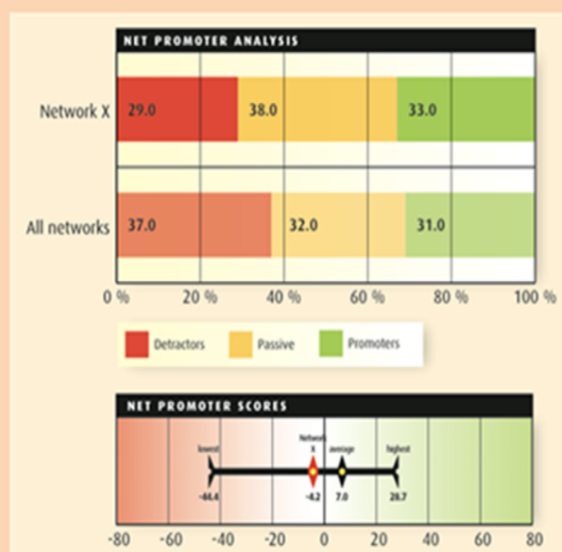 NET PROMOTER ANALYSIS
Network X
29.0 38.0 33.0
All networks
37.0 32.0 31.0
0 % 20 % 40 % 60 % 80 % 100 %
Detractors Passive Promoters
NET PROMOTER SCORES
lowest Network X average highest
-44.4 -4.2 7.0 28.7
-80 -60 -40 -20 0 20 40 60 80